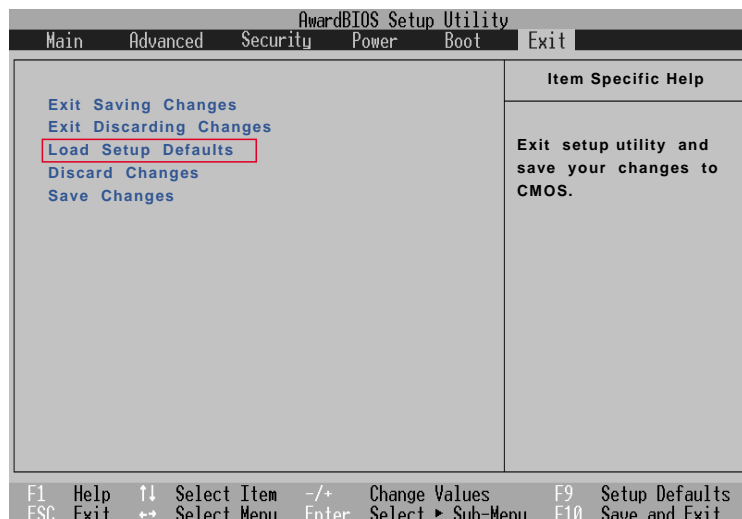 AwardBIOS Setup Utility
Main Advanced Security Power Boot Exit
Item Specific Help
Exit Saving Changes
Exit Discarding Changes
Load Setup Defaults
Discard Changes
Save Changes
Exit setup utility and
save your changes to
CMOS.
F1 Help ↑↓ Select Item -/+ Change Values F9 Setup Defaults
ESC Exit ←→ Select Menu Enter Select ► Sub-Menu F10 Save and Exit